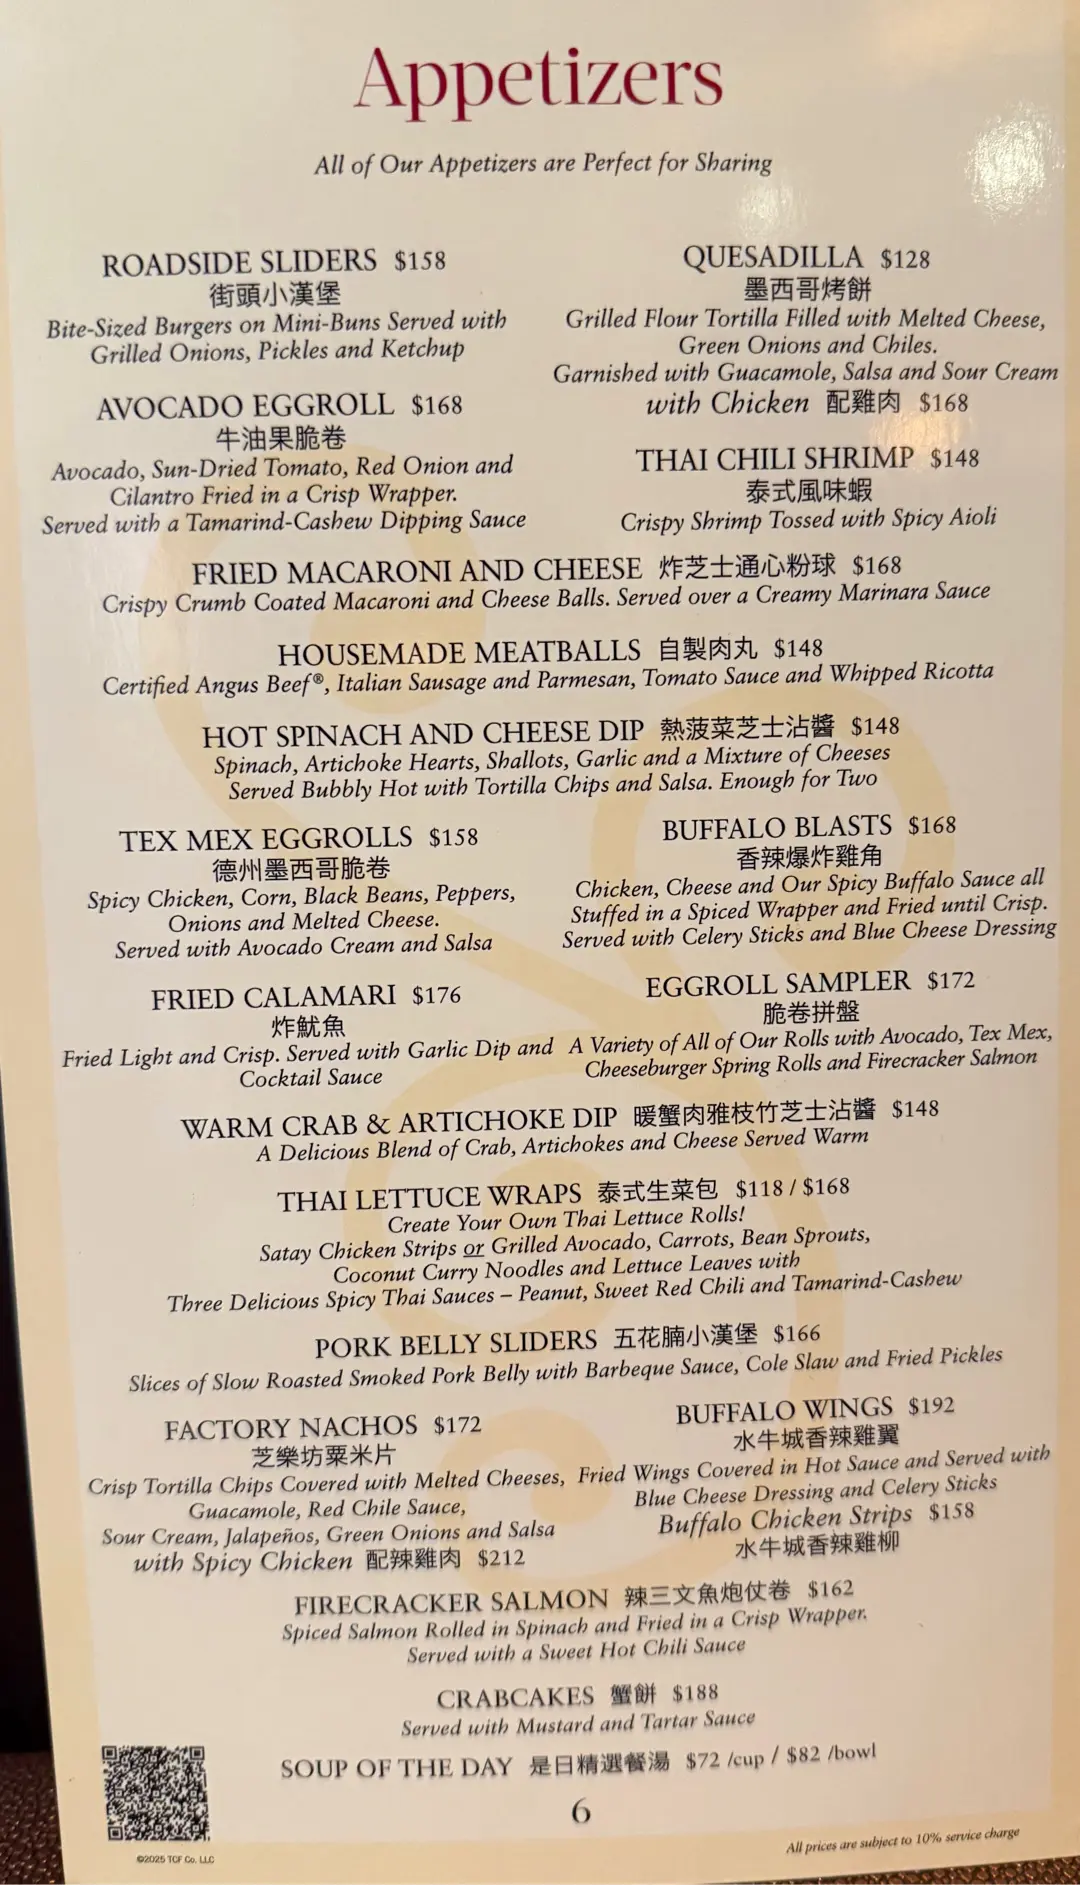 Appetizers
All of Our Appetizers are Perfect for Sharing
ROADSIDE SLIDERS $158
街頭小漢堡
Bite-Sized Burgers on Mini-Buns Served with
Grilled Onions, Pickles and Ketchup
QUESADILLA $128
墨西哥烤餅
Grilled Flour Tortilla Filled with Melted Cheese,
Green Onions and Chiles.
Garnished with Guacamole, Salsa and Sour Cream
with Chicken 配雞肉 $168
AVOCADO EGGROLL $168
牛油果脆卷
Avocado, Sun-Dried Tomato, Red Onion and
Cilantro Fried in a Crisp Wrapper.
Served with a Tamarind-Cashew Dipping Sauce
THAI CHILI SHRIMP $148
泰式風味蝦
Crispy Shrimp Tossed with Spicy Aioli
FRIED MACARONI AND CHEESE 炸芝士通心粉球 $168
Crispy Crumb Coated Macaroni and Cheese Balls. Served over a Creamy Marinara Sauce
HOUSEMADE MEATBALLS 自製肉丸 $148
Certified Angus Beef®, Italian Sausage and Parmesan, Tomato Sauce and Whipped Ricotta
HOT SPINACH AND CHEESE DIP 熱菠菜芝士沾醬 $148
Spinach, Artichoke Hearts, Shallots, Garlic and a Mixture of Cheeses
Served Bubbly Hot with Tortilla Chips and Salsa. Enough for Two
TEX MEX EGGROLLS $158
德州墨西哥脆卷
Spicy Chicken, Corn, Black Beans, Peppers,
Onions and Melted Cheese.
Served with Avocado Cream and Salsa
BUFFALO BLASTS $168
香辣爆炸雞角
Chicken, Cheese and Our Spicy Buffalo Sauce all
Stuffed in a Spiced Wrapper and Fried until Crisp.
Served with Celery Sticks and Blue Cheese Dressing
FRIED CALAMARI $176
炸魷魚
Fried Light and Crisp. Served with Garlic Dip and
Cocktail Sauce
EGGROLL SAMPLER $172
脆卷拼盤
A Variety of All of Our Rolls with Avocado, Tex Mex,
Cheeseburger Spring Rolls and Firecracker Salmon
WARM CRAB & ARTICHOKE DIP 暖蟹肉雅枝竹芝士沾醬 $148
A Delicious Blend of Crab, Artichokes and Cheese Served Warm
THAI LETTUCE WRAPS 泰式生菜包 $118 / $168
Create Your Own Thai Lettuce Rolls!
Satay Chicken Strips or Grilled Avocado, Carrots, Bean Sprouts,
Coconut Curry Noodles and Lettuce Leaves with
Three Delicious Spicy Thai Sauces – Peanut, Sweet Red Chili and Tamarind-Cashew
PORK BELLY SLIDERS 五花腩小漢堡 $166
Slices of Slow Roasted Smoked Pork Belly with Barbeque Sauce, Cole Slaw and Fried Pickles
FACTORY NACHOS $172
芝樂坊粟米片
Crisp Tortilla Chips Covered with Melted Cheeses,
Guacamole, Red Chile Sauce,
Sour Cream, Jalapeños, Green Onions and Salsa
with Spicy Chicken 配辣雞肉 $212
BUFFALO WINGS $192
水牛城香辣雞翼
Fried Wings Covered in Hot Sauce and Served with
Blue Cheese Dressing and Celery Sticks
Buffalo Chicken Strips $158
水牛城香辣雞柳
FIRECRACKER SALMON 辣三文魚炮仗卷 $162
Spiced Salmon Rolled in Spinach and Fried in a Crisp Wrapper.
Served with a Sweet Hot Chili Sauce
CRABCAKES 蟹餅 $188
Served with Mustard and Tartar Sauce
SOUP OF THE DAY 是日精選餐湯 $72 /cup / $82 /bowl
6
©2025 TCF Co. LLC
All prices are subject to 10% service charge